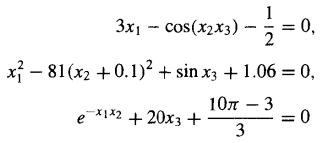 3x₁ − cos(x₂x₃) − 1/2 = 0,
x₁² − 81(x₂ + 0.1)² + sin x₃ + 1.06 = 0,
e^(−x₁x₂) + 20x₃ + (10π − 3)/3 = 0